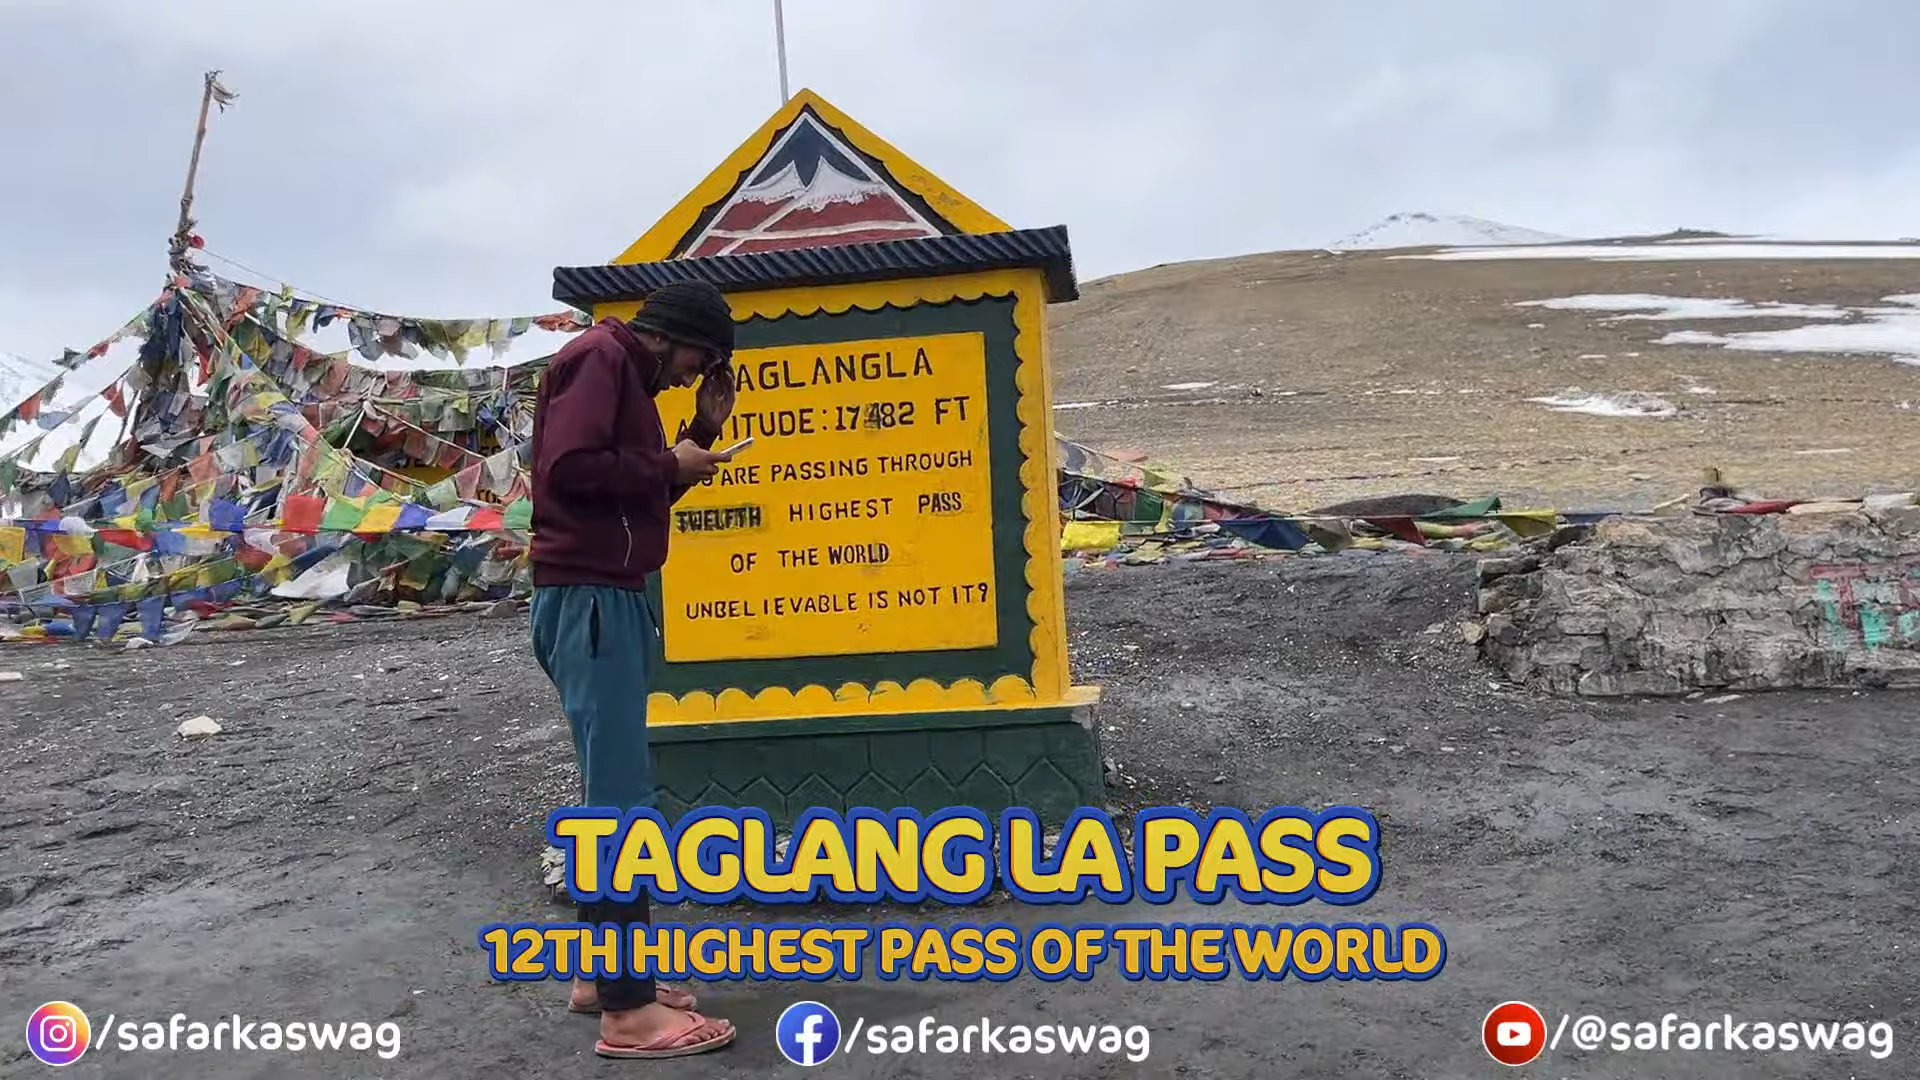 AGLANGLA
ITUDE: 17482 FT
ARE PASSING THROUGH
TWELFTH HIGHEST PASS
OF THE WORLD
UNBELIEVABLE IS NOT IT?
TAGLANG LA PASS
12TH HIGHEST PASS OF THE WORLD
/safarkaswag
/safarkaswag
/@safarkaswag